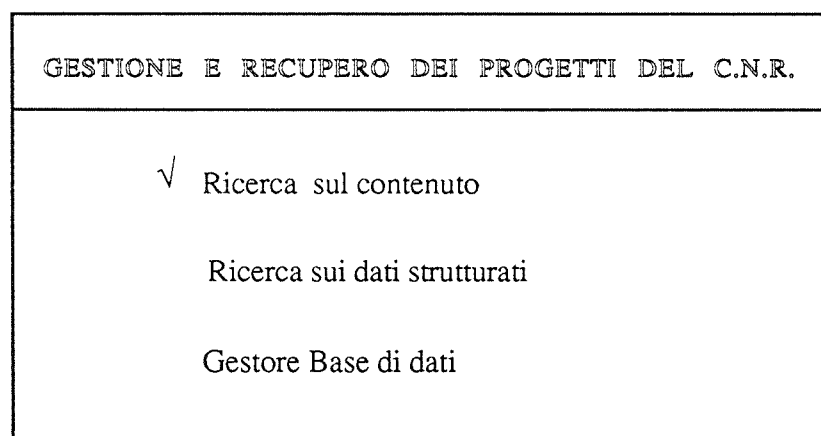 GESTIONE E RECUPERO DEI PROGETTI DEL C.N.R.
√ Ricerca sul contenuto
Ricerca sui dati strutturati
Gestore Base di dati